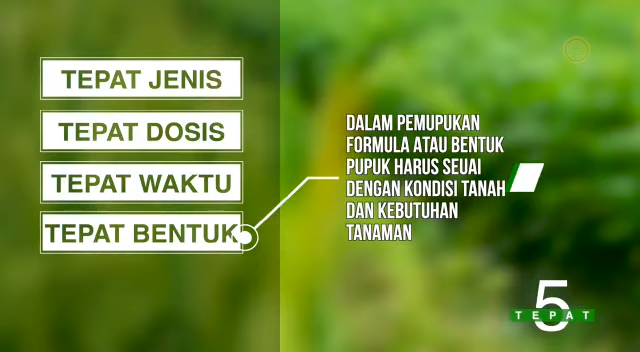 TEPAT JENIS
TEPAT DOSIS
TEPAT WAKTU
TEPAT BENTUK
DALAM PEMUPUKAN
FORMULA ATAU BENTUK
PUPUK HARUS SEUAI
DENGAN KONDISI TANAH
DAN KEBUTUHAN
TANAMAN
5
TEPAT